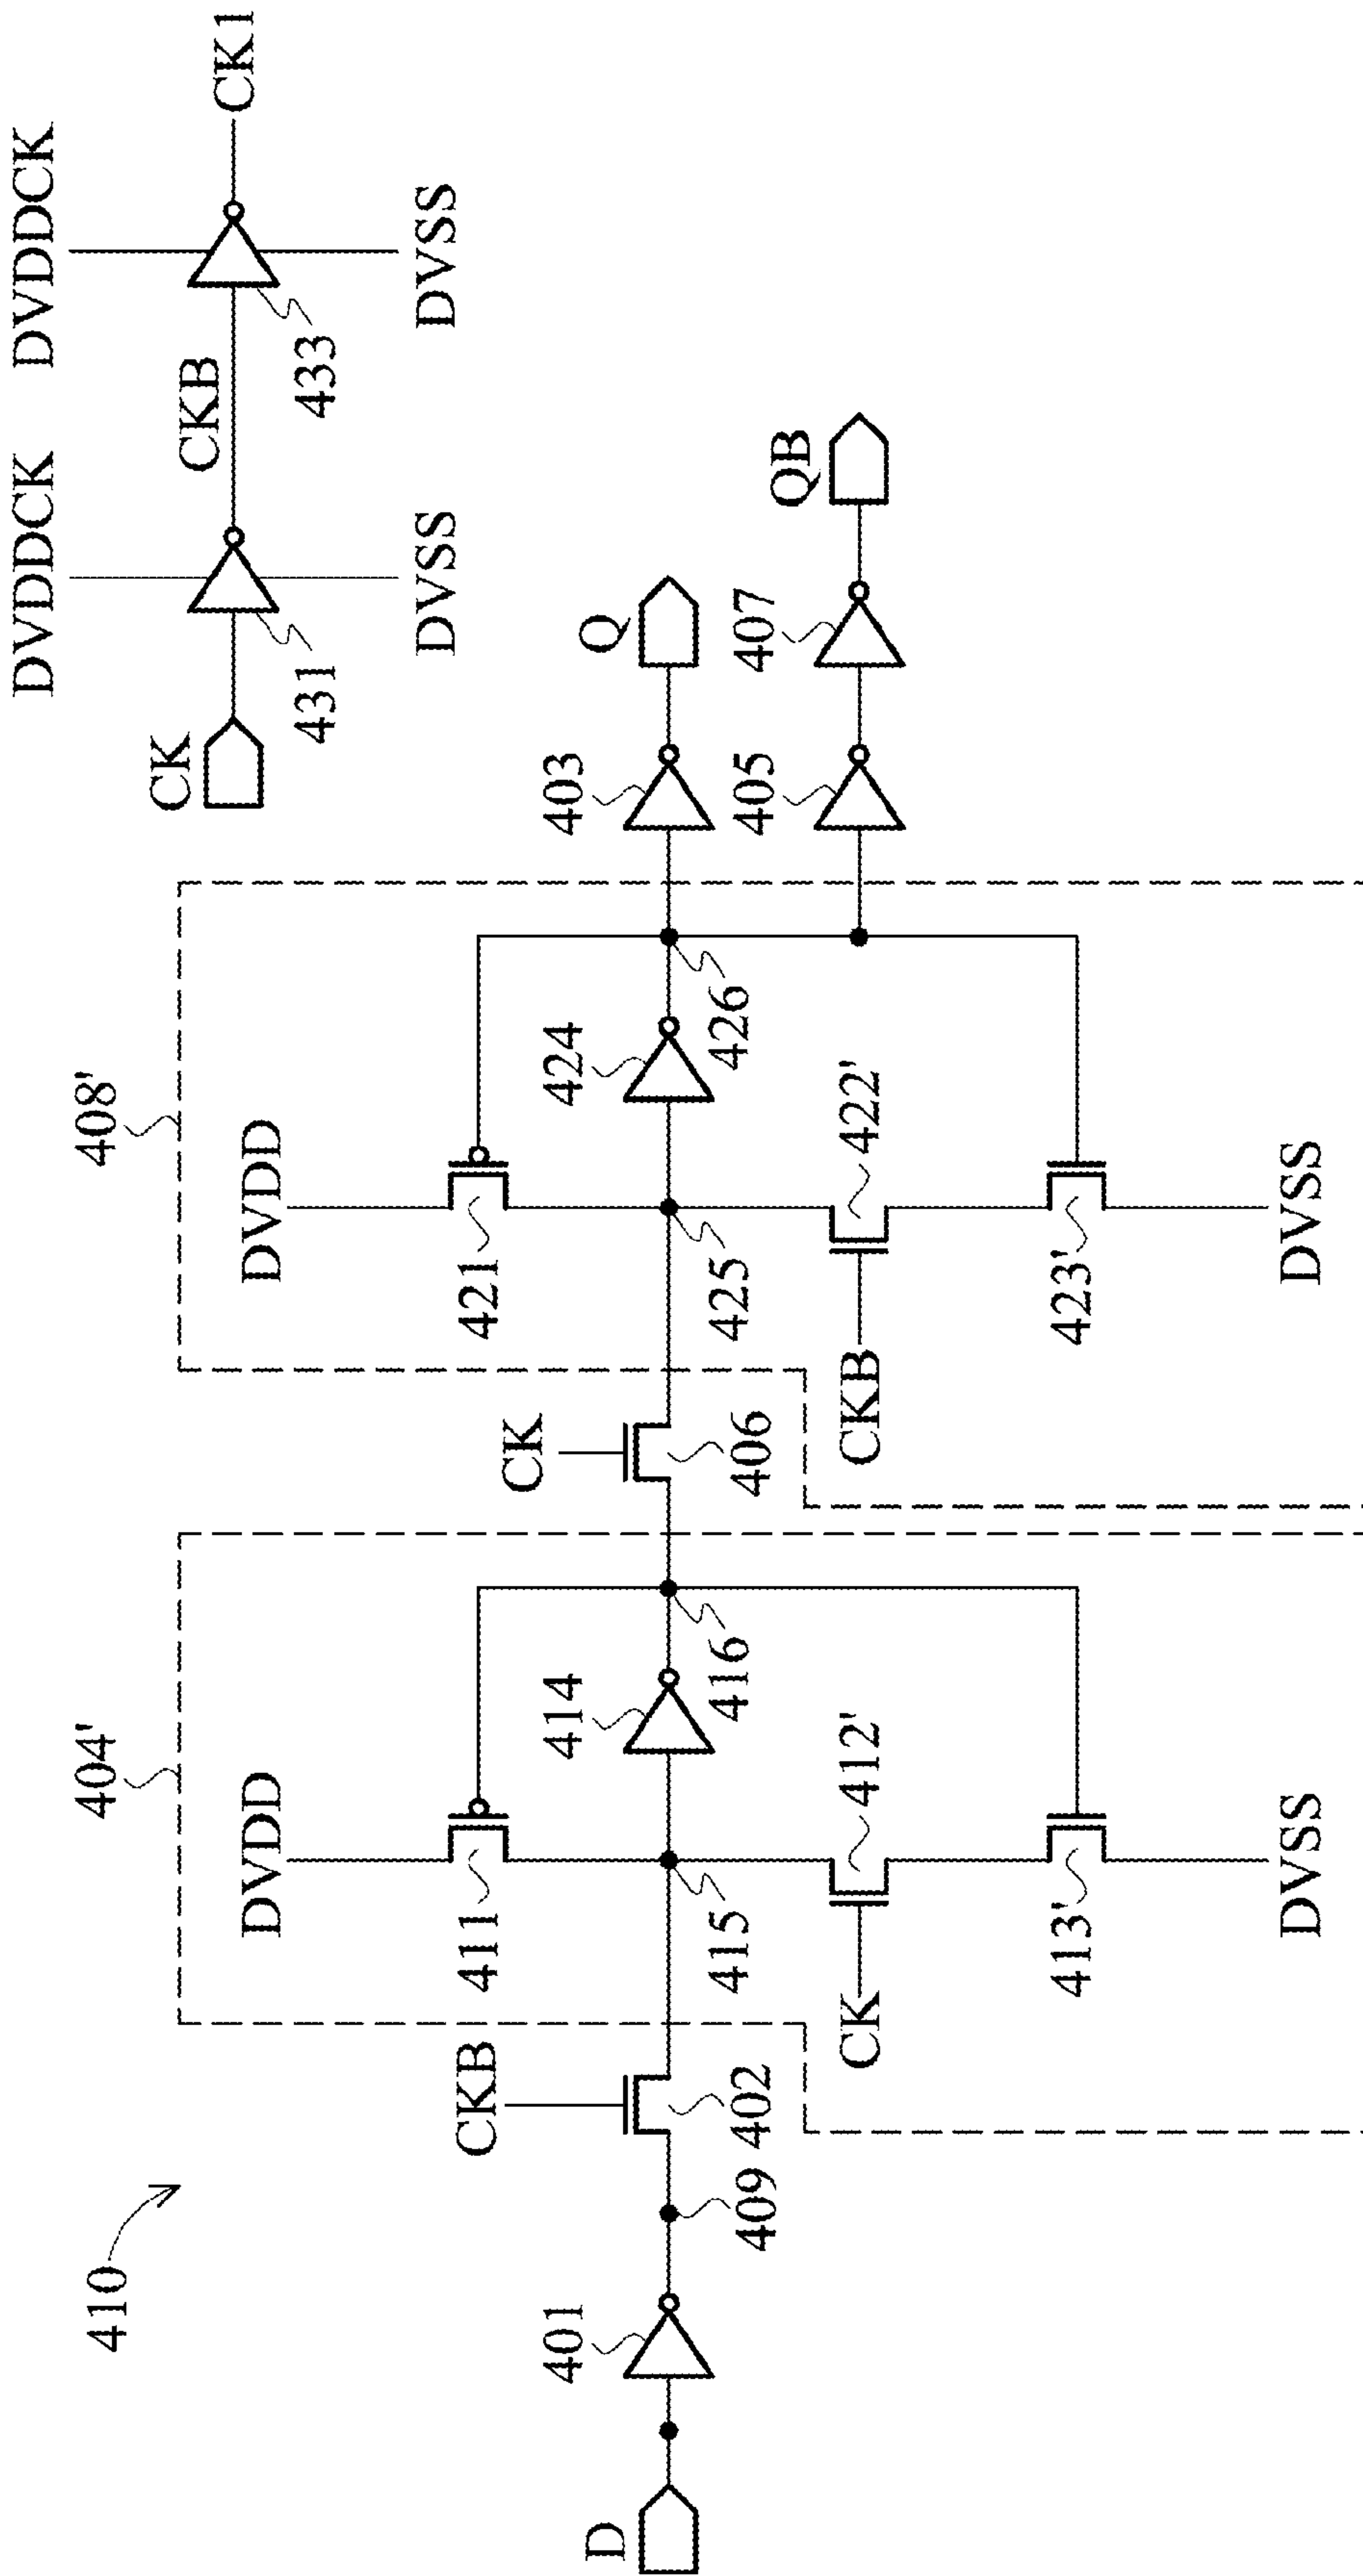 410
404'
408'
DVDDCK
DVDDCK
CK
CKB
CK1
431
433
DVSS
DVSS
DVDD
DVDD
CKB
411
CK
421
D
401
414
403
Q
409
402
415
416
406
425
424
426
405
407
QB
CK
412'
CKB
422'
413'
423'
DVSS
DVSS